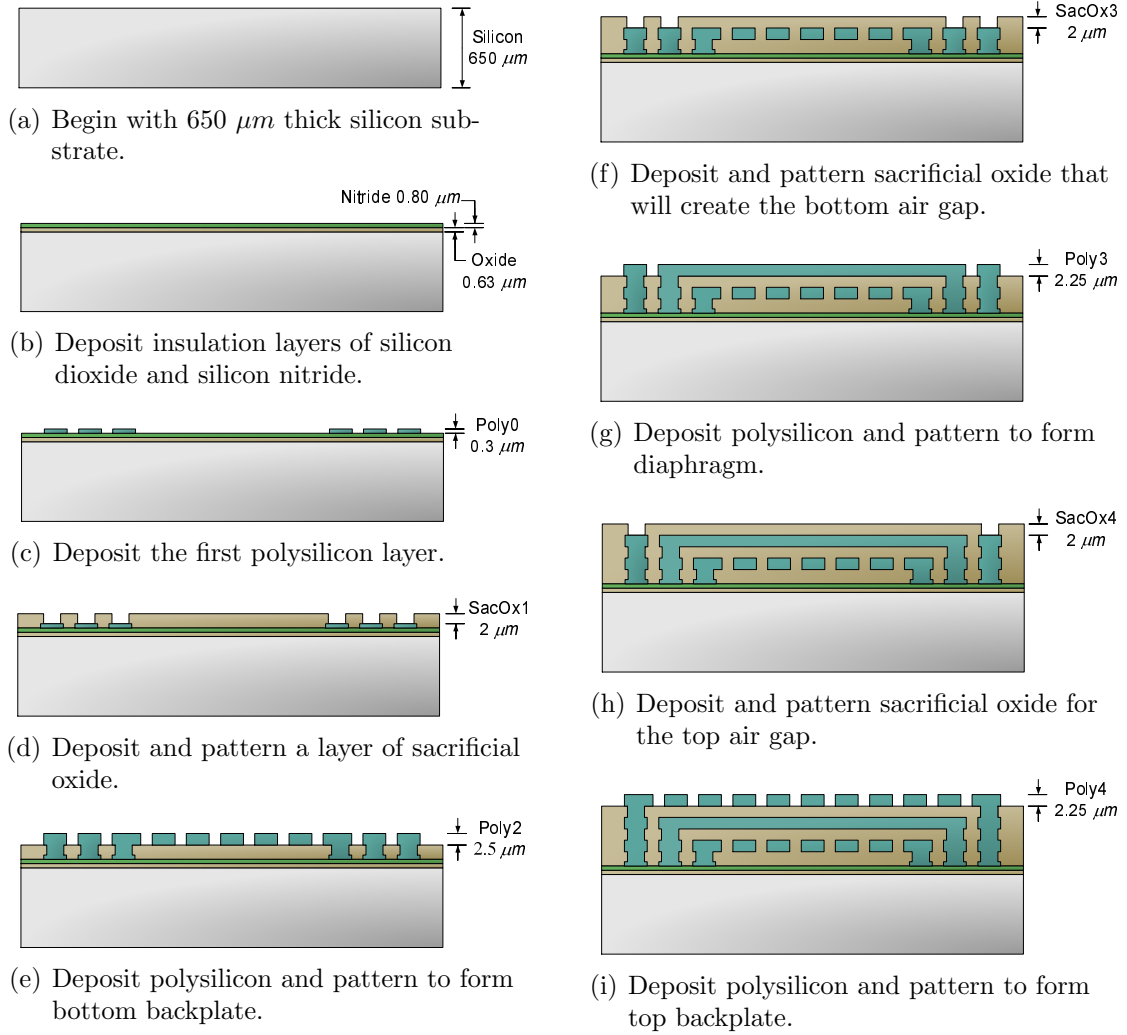 Silicon
650 μm
(a) Begin with 650 μm thick silicon sub-
strate.
Nitride 0.80 μm
Oxide
0.63 μm
(b) Deposit insulation layers of silicon
dioxide and silicon nitride.
Poly0
0.3 μm
(c) Deposit the first polysilicon layer.
SacOx1
2 μm
(d) Deposit and pattern a layer of sacrificial
oxide.
Poly2
2.5 μm
(e) Deposit polysilicon and pattern to form
bottom backplate.
SacOx3
2 μm
(f) Deposit and pattern sacrificial oxide that
will create the bottom air gap.
Poly3
2.25 μm
(g) Deposit polysilicon and pattern to form
diaphragm.
SacOx4
2 μm
(h) Deposit and pattern sacrificial oxide for
the top air gap.
Poly4
2.25 μm
(i) Deposit polysilicon and pattern to form
top backplate.